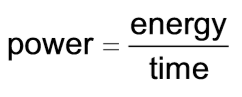 power = energy
time